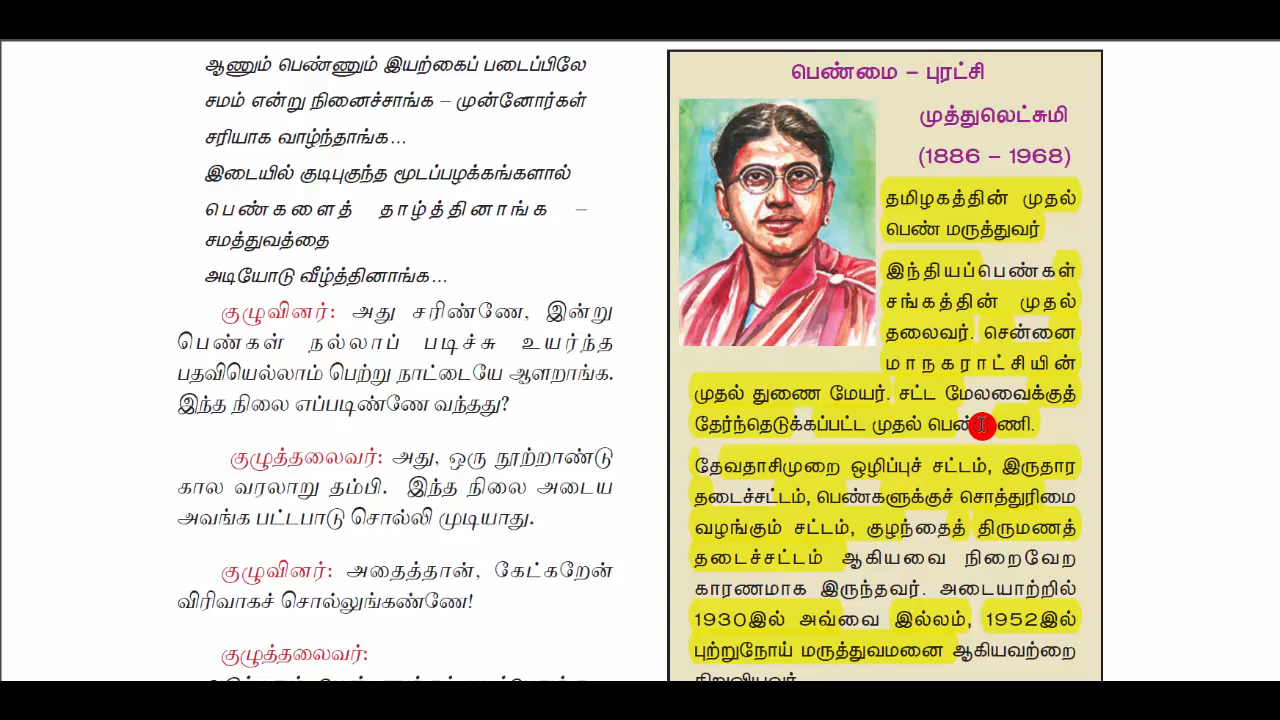 ஆணும் பெண்ணும் இயற்கைப் படைப்பிலே
சமம் என்று நினைச்சாங்க – முன்னோர்கள்
சரியாக வாழ்ந்தாங்க...
இடையில் குடிபுகுந்த மூடப்பழக்கங்களால்
பெண்களைத் தாழ்த்தினாங்க –
சமத்துவத்தை
அடியோடு வீழ்த்தினாங்க...
குழுவினர்: அது சரிண்ணே, இன்று
பெண்கள் நல்லாப் படிச்சு உயர்ந்த
பதவியெல்லாம் பெற்று நாட்டையே ஆளறாங்க.
இந்த நிலை எப்படிண்ணே வந்தது?
குழுத்தலைவர்: அது, ஒரு நூற்றாண்டு
கால வரலாறு தம்பி. இந்த நிலை அடைய
அவங்க பட்டபாடு சொல்லி முடியாது.
குழுவினர்: அதைத்தான், கேட்கறேன்
விரிவாகச் சொல்லுங்கண்ணே!
குழுத்தலைவர்:
பெண்மை – புரட்சி
முத்துலெட்சுமி
(1886 – 1968)
தமிழகத்தின் முதல்
பெண் மருத்துவர்
இந்தியப்பெண்கள்
சங்கத்தின் முதல்
தலைவர். சென்னை
மாநகராட்சியின்
முதல் துணை மேயர். சட்ட மேலவைக்குத்
தேர்ந்தெடுக்கப்பட்ட முதல் பெண்மணி.
தேவதாசிமுறை ஒழிப்புச் சட்டம், இருதார
தடைச்சட்டம், பெண்களுக்குச் சொத்துரிமை
வழங்கும் சட்டம், குழந்தைத் திருமணத்
தடைச்சட்டம் ஆகியவை நிறைவேற
காரணமாக இருந்தவர். அடையாற்றில்
1930இல் அவ்வை இல்லம், 1952இல்
புற்றுநோய் மருத்துவமனை ஆகியவற்றை
நிறுவியவர்.